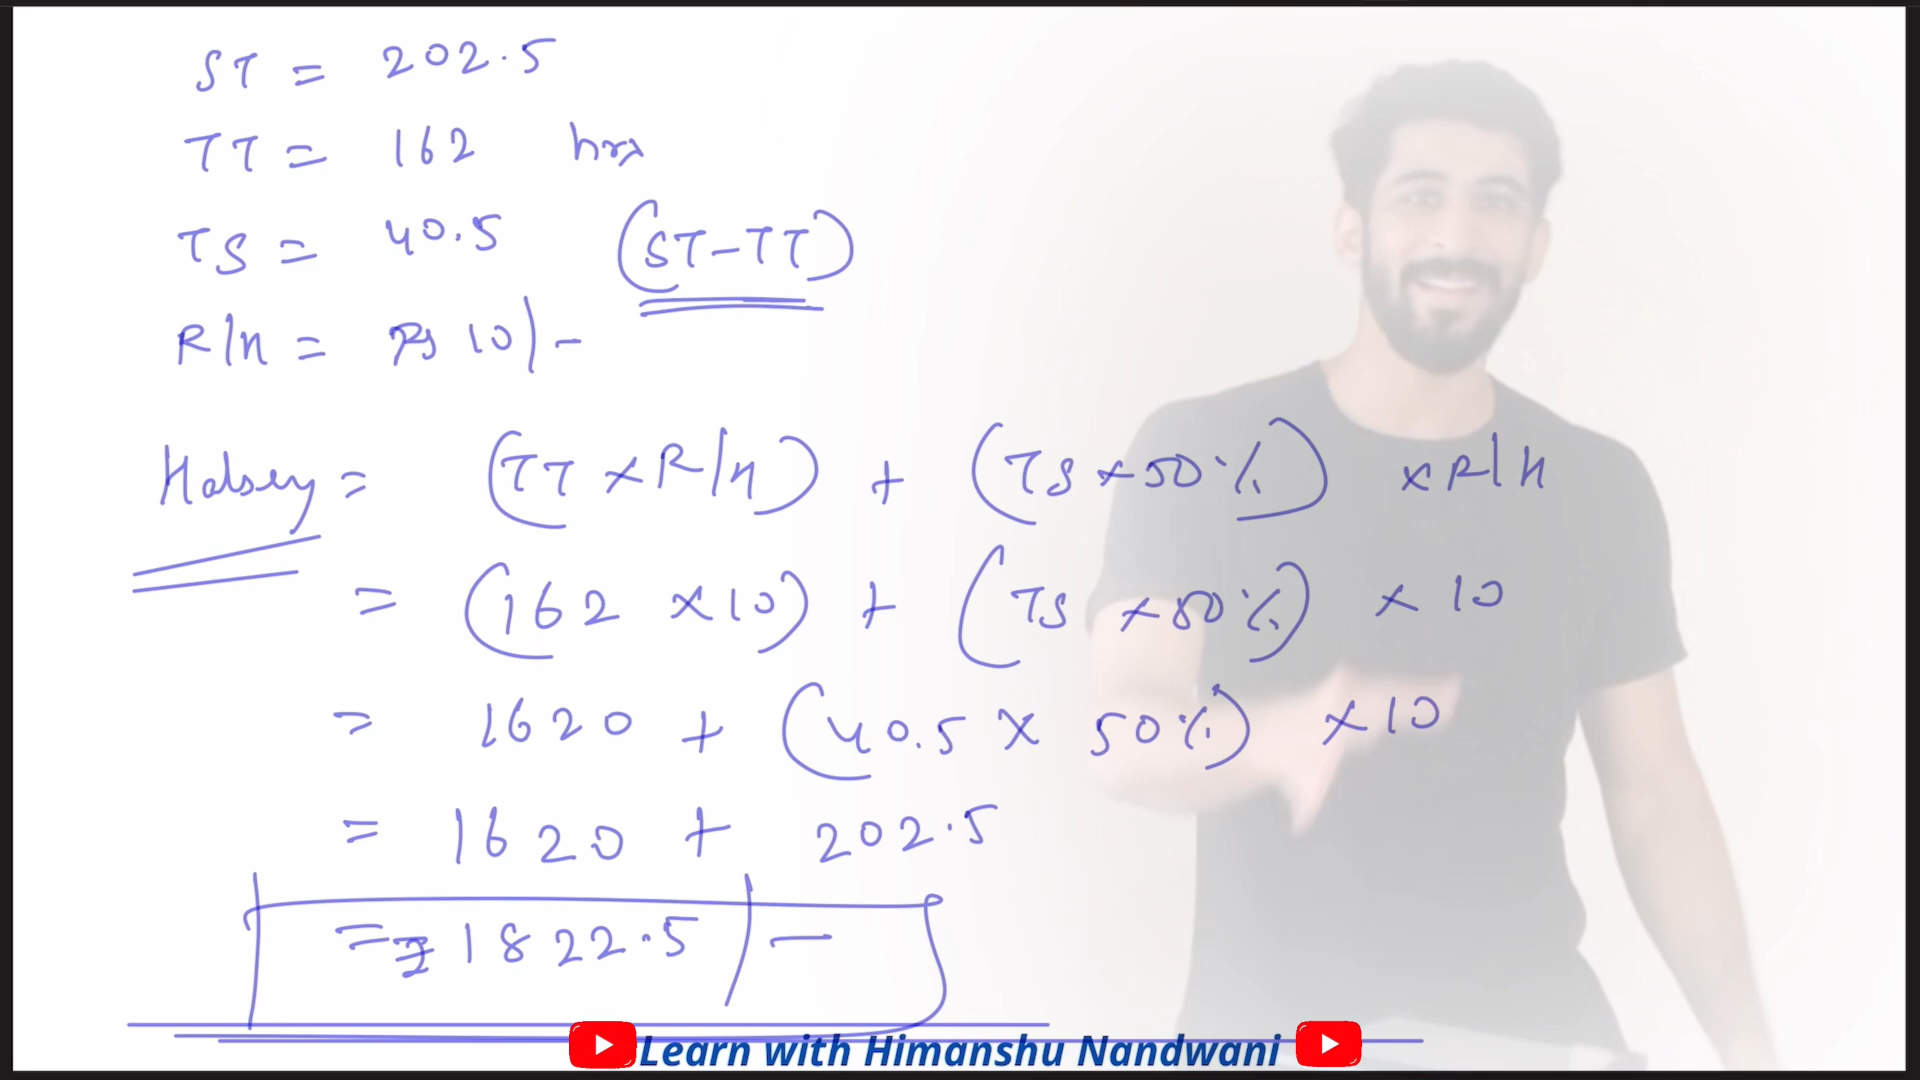 ST = 202.5
TT = 162 hrs
TS = 40.5 (ST-TT)
R/H = Rs 10/-
Halsey = (TT × R/H) + (TS × 50%) × R/H
= (162 × 10) + (TS × 50%) × 10
= 1620 + (40.5 × 50%) × 10
= 1620 + 202.5
= ₹ 1822.5/-
Learn with Himanshu Nandwani